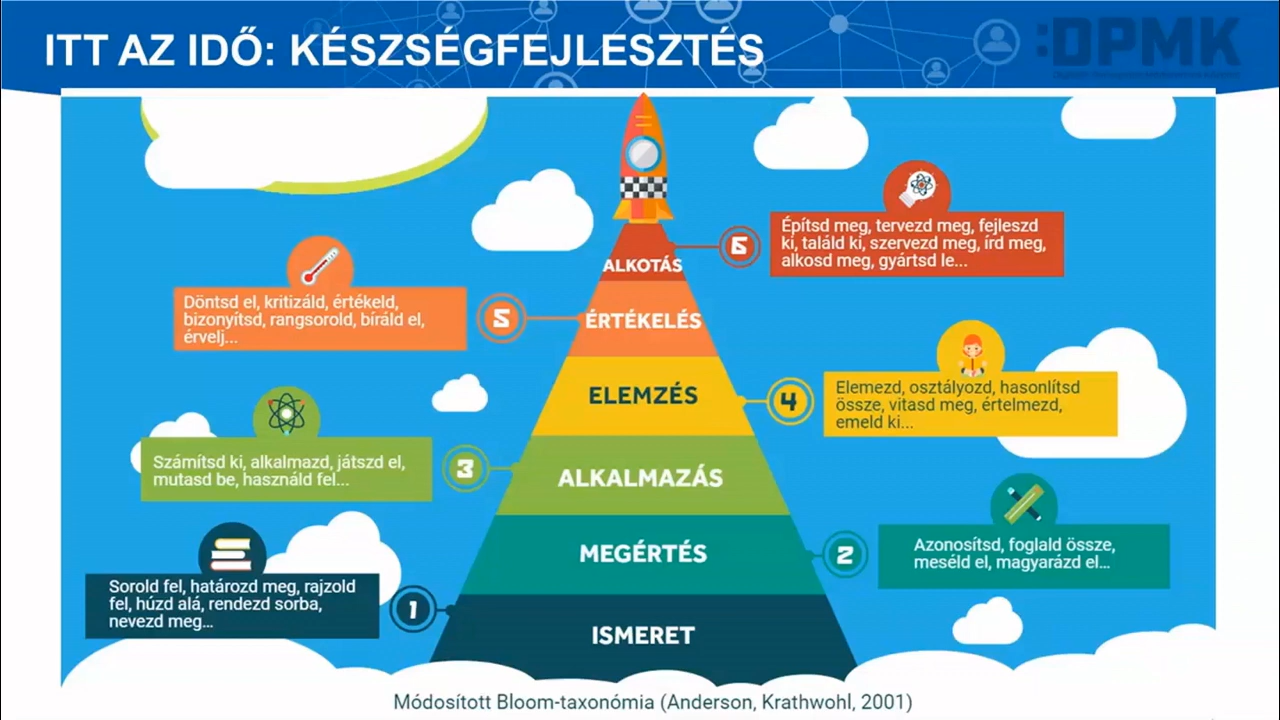 ITT AZ IDŐ: KÉSZSÉGFEJLESZTÉS
:DPMK
ALKOTÁS
6
Építsd meg, tervezd meg, fejleszd
ki, találd ki, szervezd meg, írd meg,
alkosd meg, gyártsd le...
Döntsd el, kritizáld, értékeld,
bizonyítsd, rangsorold, bíráld el,
érvelj...
5
ÉRTÉKELÉS
ELEMZÉS
4
Elemezd, osztályozd, hasonlítsd
össze, vitasd meg, értelmezd,
emeld ki...
Számítsd ki, alkalmazd, játszd el,
mutasd be, használd fel...
3
ALKALMAZÁS
MEGÉRTÉS
2
Azonosítsd, foglald össze,
meséld el, magyarázd el...
Sorold fel, határozd meg, rajzold
fel, húzd alá, rendezd sorba,
nevezd meg...
1
ISMERET
Módosított Bloom-taxonómia (Anderson, Krathwohl, 2001)